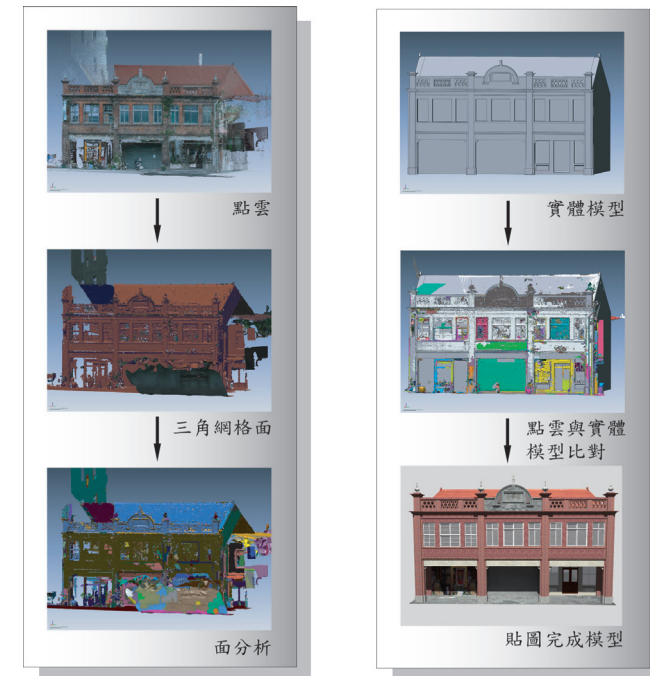 點雲
三角網格面
面分析
實體模型
點雲與實體
模型比對
貼圖完成模型